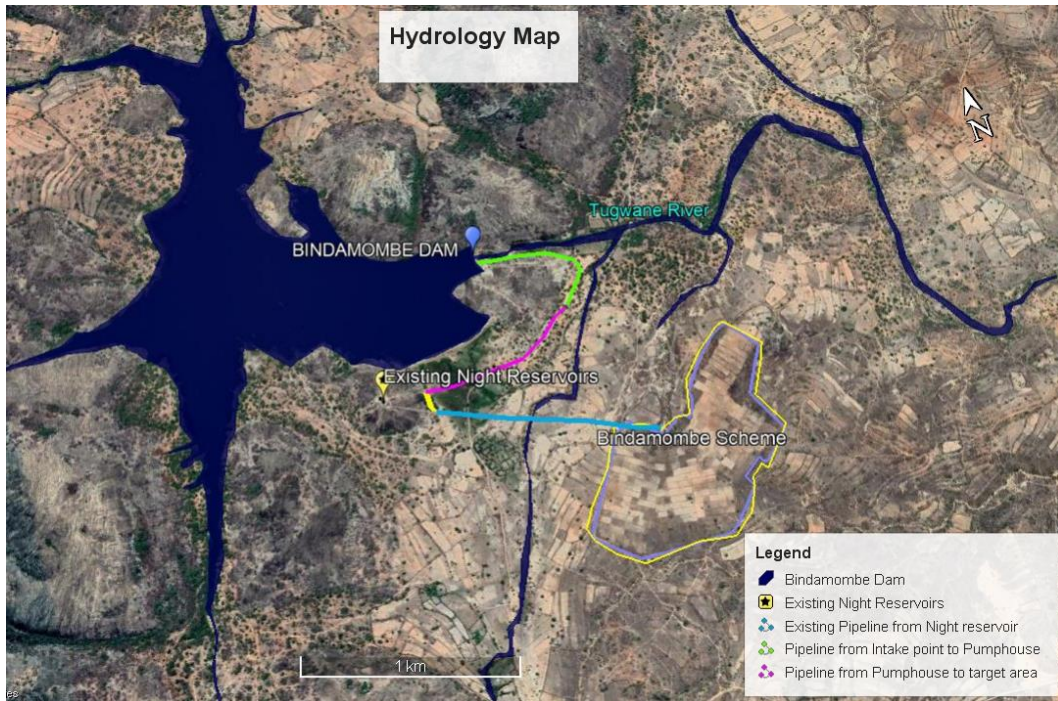 Hydrology Map
N
Tugwane River
BINDAMOMBE DAM
Existing Night Reservoirs
Bindamombe Scheme
Legend
Bindamombe Dam
Existing Night Reservoirs
Existing Pipeline from Night reservoir
Pipeline from Intake point to Pumphouse
Pipeline from Pumphouse to target area
1 km
es